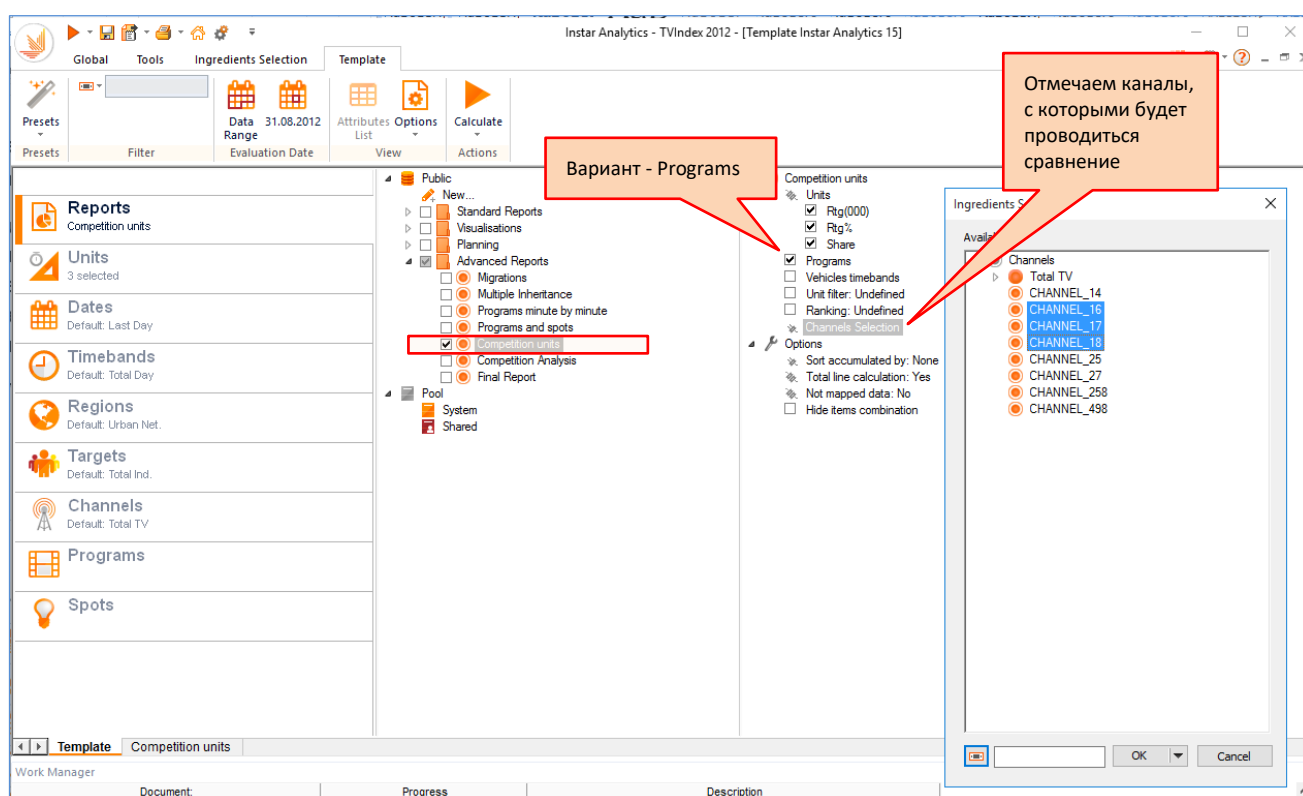 Instar Analytics - TVIndex 2012 - [Template Instar Analytics 15]
Global Tools Ingredients Selection Template
Presets
Data Range
31.08.2012
Attributes List
Options
Calculate
Presets Filter Evaluation Date View Actions
Отмечаем каналы,
с которыми будет
проводиться
сравнение
Вариант - Programs
Reports
Competition units
Units
3 selected
Dates
Default: Last Day
Timebands
Default: Total Day
Regions
Default: Urban Net.
Targets
Default: Total Ind.
Channels
Default: Total TV
Programs
Spots
Public
New...
Standard Reports
Visualisations
Planning
Advanced Reports
Migrations
Multiple Inheritance
Programs minute by minute
Programs and spots
Competition units
Competition Analysis
Final Report
Pool
System
Shared
Competition units
Units
Rtg(000)
Rtg%
Share
Programs
Vehicles timebands
Unit filter: Undefined
Ranking: Undefined
Channels Selection
Options
Sort accumulated by: None
Total line calculation: Yes
Not mapped data: No
Hide items combination
Ingredients S
Channels
Total TV
CHANNEL_14
CHANNEL_16
CHANNEL_17
CHANNEL_18
CHANNEL_25
CHANNEL_27
CHANNEL_258
CHANNEL_498
OK Cancel
Template Competition units
Work Manager
Document: Progress Description